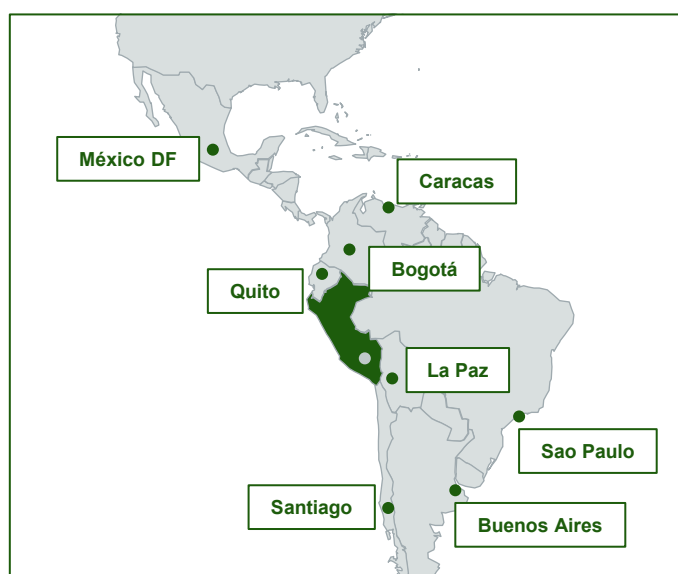 México DF
Caracas
Bogotá
Quito
La Paz
Sao Paulo
Santiago
Buenos Aires